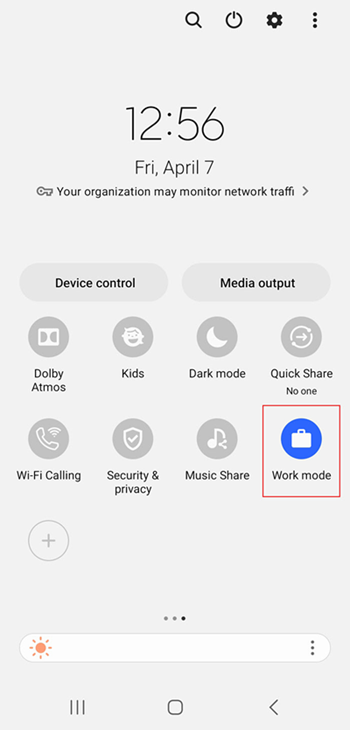 12:56
Fri, April 7
Your organization may monitor network traffi
Device control
Media output
Dolby
Atmos
Kids
Dark mode
Quick Share
No one
Wi-Fi Calling
Security &
privacy
Music Share
Work mode